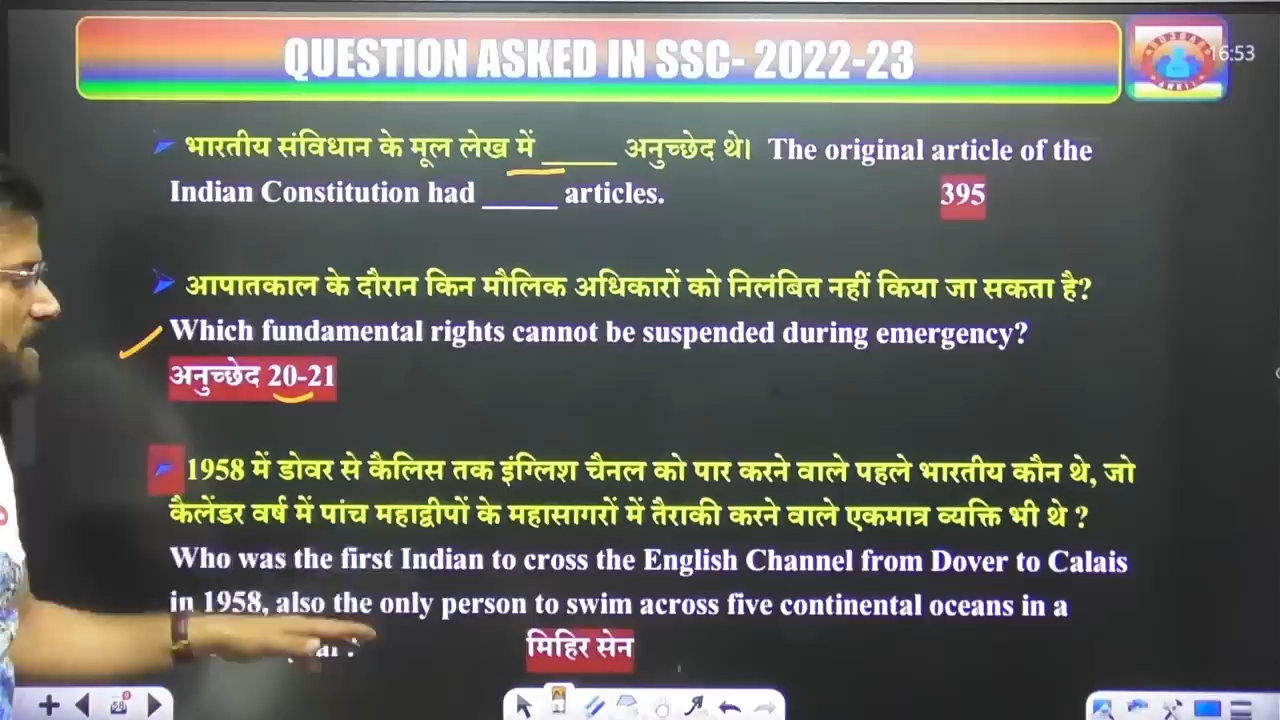 QUESTION ASKED IN SSC- 2022-23
16:53
भारतीय संविधान के मूल लेख में _____ अनुच्छेद थे। The original article of the
Indian Constitution had _____ articles. 395
आपातकाल के दौरान किन मौलिक अधिकारों को निलंबित नहीं किया जा सकता है?
Which fundamental rights cannot be suspended during emergency?
अनुच्छेद 20-21
1958 में डोवर से कैलिस तक इंग्लिश चैनल को पार करने वाले पहले भारतीय कौन थे, जो
कैलेंडर वर्ष में पांच महाद्वीपों के महासागरों में तैराकी करने वाले एकमात्र व्यक्ति भी थे ?
Who was the first Indian to cross the English Channel from Dover to Calais
in 1958, also the only person to swim across five continental oceans in a
मिहिर सेन